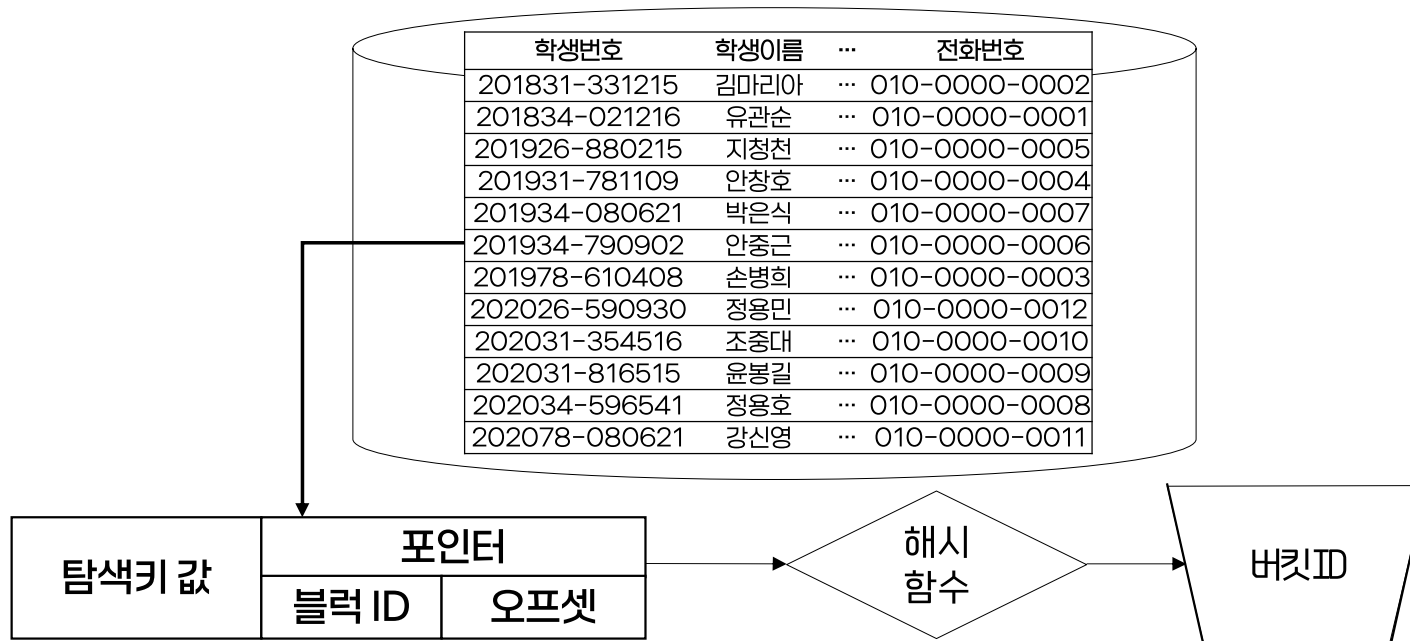 학생번호 학생이름 ··· 전화번호
201831-331215 김마리아 ··· 010-0000-0002
201834-021216 유관순 ··· 010-0000-0001
201926-880215 지청천 ··· 010-0000-0005
201931-781109 안창호 ··· 010-0000-0004
201934-080621 박은식 ··· 010-0000-0007
201934-790902 안중근 ··· 010-0000-0006
201978-610408 손병희 ··· 010-0000-0003
202026-590930 정용민 ··· 010-0000-0012
202031-354516 조중대 ··· 010-0000-0010
202031-816515 윤봉길 ··· 010-0000-0009
202034-596541 정용호 ··· 010-0000-0008
202078-080621 강신영 ··· 010-0000-0011
탐색키 값
포인터
블럭 ID 오프셋
해시
함수
버킷ID